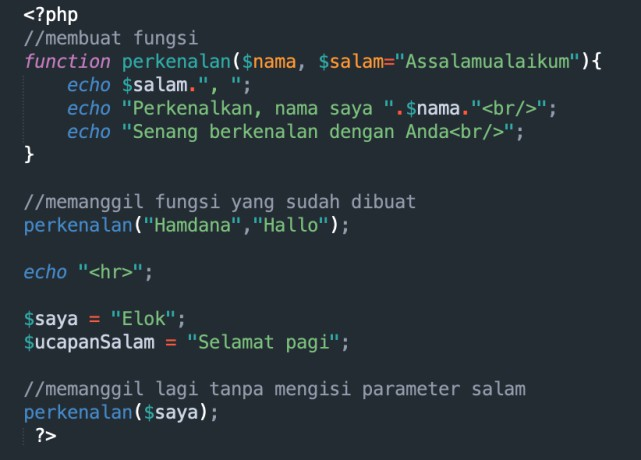 <?php
//membuat fungsi
function perkenalan($nama, $salam="Assalamualaikum"){
    echo $salam.", ";
    echo "Perkenalkan, nama saya ".$nama."<br/>";
    echo "Senang berkenalan dengan Anda<br/>";
}

//memanggil fungsi yang sudah dibuat
perkenalan("Hamdana","Hallo");

echo "<hr>";

$saya = "Elok";
$ucapanSalam = "Selamat pagi";

//memanggil lagi tanpa mengisi parameter salam
perkenalan($saya);
 ?>